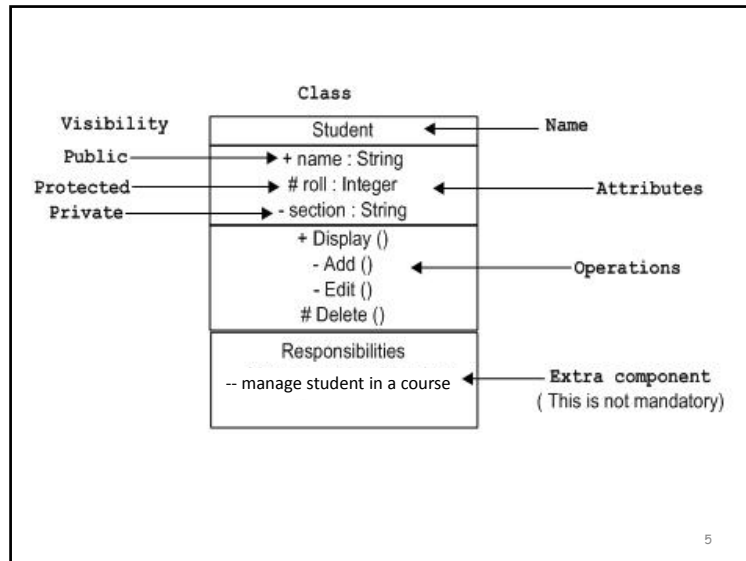 Class
Visibility
Student
Name
Public
+ name : String
Protected
# roll : Integer
Attributes
Private
- section : String
+ Display ()
- Add ()
Operations
- Edit ()
# Delete ()
Responsibilities
-- manage student in a course
Extra component
( This is not mandatory)
5